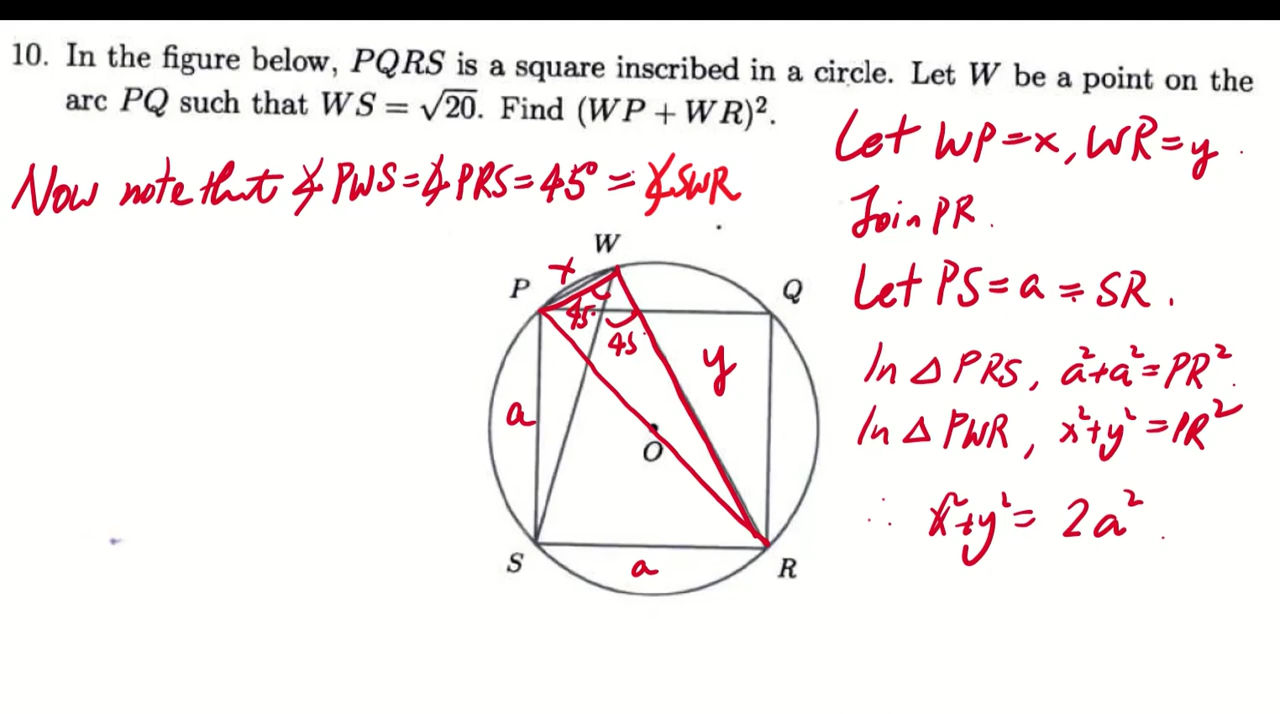 10. In the figure below, PQRS is a square inscribed in a circle. Let W be a point on the
arc PQ such that WS = √20. Find (WP + WR)².
Let WP=x, WR=y.
Now note that ∡PWS=∡PRS=45°=∡SWR
Join PR.
Let PS=a=SR.
In △PRS, a²+a²=PR².
In △PWR, x²+y²=PR²
∴ x²+y²=2a².
W
x
P
Q
45
45
y
a
O
S
a
R